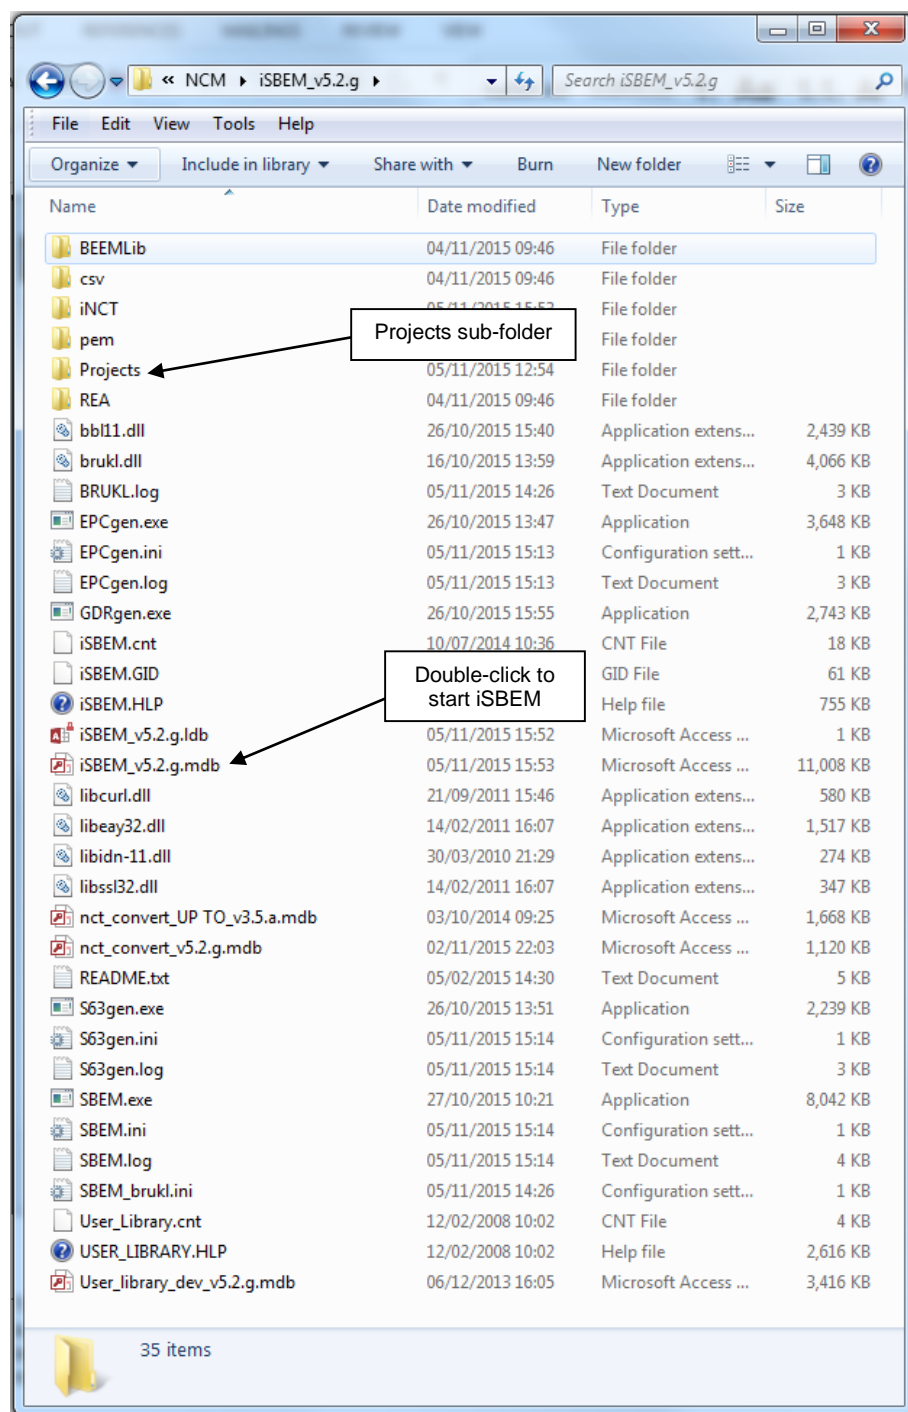 « NCM ▸ iSBEM_v5.2.g ▸ Search iSBEM_v5.2.g
File Edit View Tools Help
Organize ▾ Include in library ▾ Share with ▾ Burn New folder
Name Date modified Type Size
BEEMLib 04/11/2015 09:46 File folder
csv 04/11/2015 09:46 File folder
iNCT File folder
pem File folder
Projects sub-folder
Projects 05/11/2015 12:54 File folder
REA 04/11/2015 09:46 File folder
bbl11.dll 26/10/2015 15:40 Application extens... 2,439 KB
brukl.dll 16/10/2015 13:59 Application extens... 4,066 KB
BRUKL.log 05/11/2015 14:26 Text Document 3 KB
EPCgen.exe 26/10/2015 13:47 Application 3,648 KB
EPCgen.ini 05/11/2015 15:13 Configuration sett... 1 KB
EPCgen.log 05/11/2015 15:13 Text Document 3 KB
GDRgen.exe 26/10/2015 15:55 Application 2,743 KB
iSBEM.cnt 10/07/2014 10:36 CNT File 18 KB
iSBEM.GID GID File 61 KB
Double-click to
start iSBEM
iSBEM.HLP Help file 755 KB
iSBEM_v5.2.g.ldb 05/11/2015 15:52 Microsoft Access ... 1 KB
iSBEM_v5.2.g.mdb 05/11/2015 15:53 Microsoft Access ... 11,008 KB
libcurl.dll 21/09/2011 15:46 Application extens... 580 KB
libeay32.dll 14/02/2011 16:07 Application extens... 1,517 KB
libidn-11.dll 30/03/2010 21:29 Application extens... 274 KB
libssl32.dll 14/02/2011 16:07 Application extens... 347 KB
nct_convert_UP TO_v3.5.a.mdb 03/10/2014 09:25 Microsoft Access ... 1,668 KB
nct_convert_v5.2.g.mdb 02/11/2015 22:03 Microsoft Access ... 1,120 KB
README.txt 05/02/2015 14:30 Text Document 5 KB
S63gen.exe 26/10/2015 13:51 Application 2,239 KB
S63gen.ini 05/11/2015 15:14 Configuration sett... 1 KB
S63gen.log 05/11/2015 15:14 Text Document 3 KB
SBEM.exe 27/10/2015 10:21 Application 8,042 KB
SBEM.ini 05/11/2015 15:14 Configuration sett... 1 KB
SBEM.log 05/11/2015 15:14 Text Document 4 KB
SBEM_brukl.ini 05/11/2015 14:26 Configuration sett... 1 KB
User_Library.cnt 12/02/2008 10:02 CNT File 4 KB
USER_LIBRARY.HLP 12/02/2008 10:02 Help file 2,616 KB
User_library_dev_v5.2.g.mdb 06/12/2013 16:05 Microsoft Access ... 3,416 KB
35 items